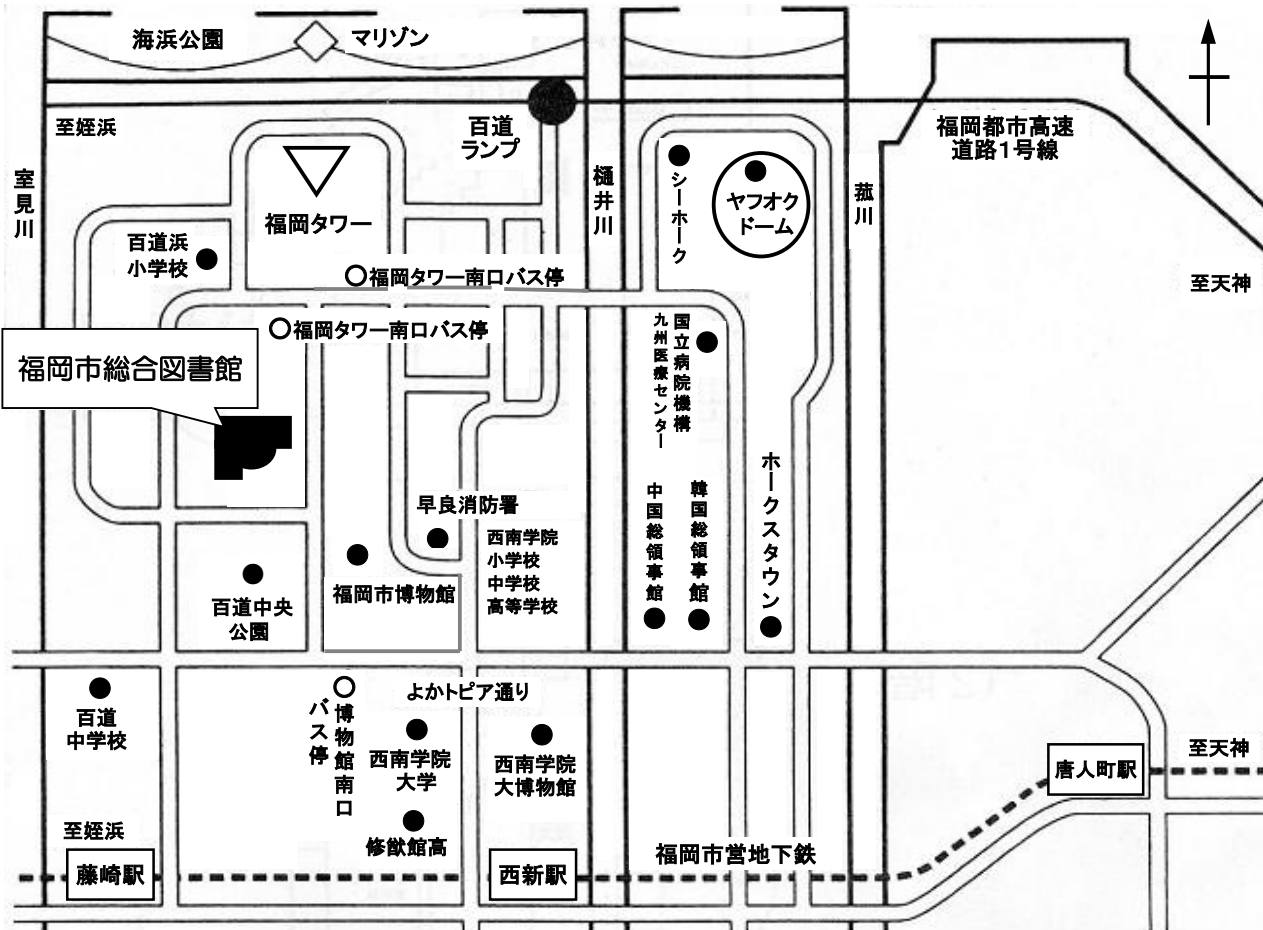 海浜公園
マリゾン
至姪浜
百道
ランプ
福岡都市高速
道路1号線
室見川
樋井川
菰川
シーホーク
ヤフオク
ドーム
福岡タワー
百道浜
小学校
至天神
福岡タワー南口バス停
福岡タワー南口バス停
国立病院機構
九州医療センター
福岡市総合図書館
ホークスタウン
早良消防署
西南学院
小学校
中学校
高等学校
中国総領事館
韓国総領事館
福岡市博物館
百道中央
公園
よかトピア通り
百道
中学校
博物館南口
バス停
西南学院
大学
西南学院
大博物館
至天神
唐人町駅
修猷館高
至姪浜
藤崎駅
西新駅
福岡市営地下鉄